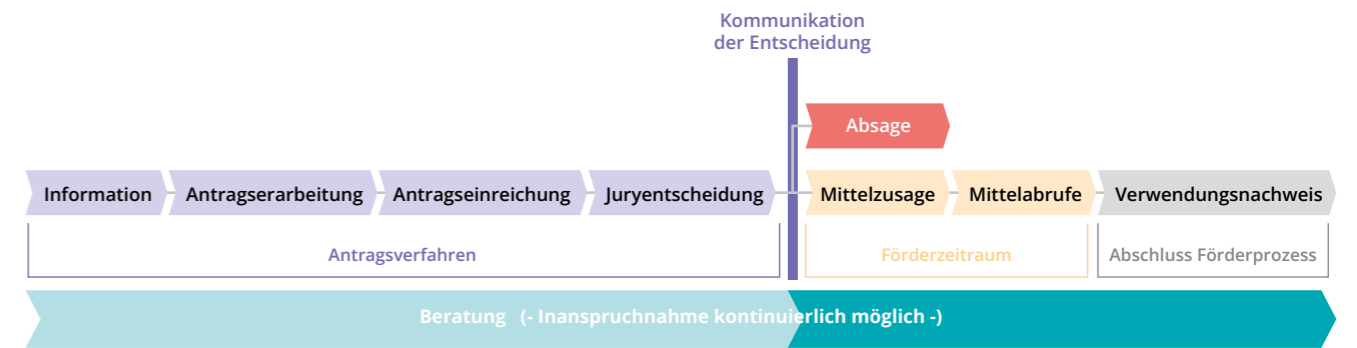 Kommunikation
der Entscheidung
Absage
Information Antragserarbeitung Antragseinreichung Juryentscheidung Mittelzusage Mittelabrufe Verwendungsnachweis
Antragsverfahren Förderzeitraum Abschluss Förderprozess
Beratung (- Inanspruchnahme kontinuierlich möglich -)